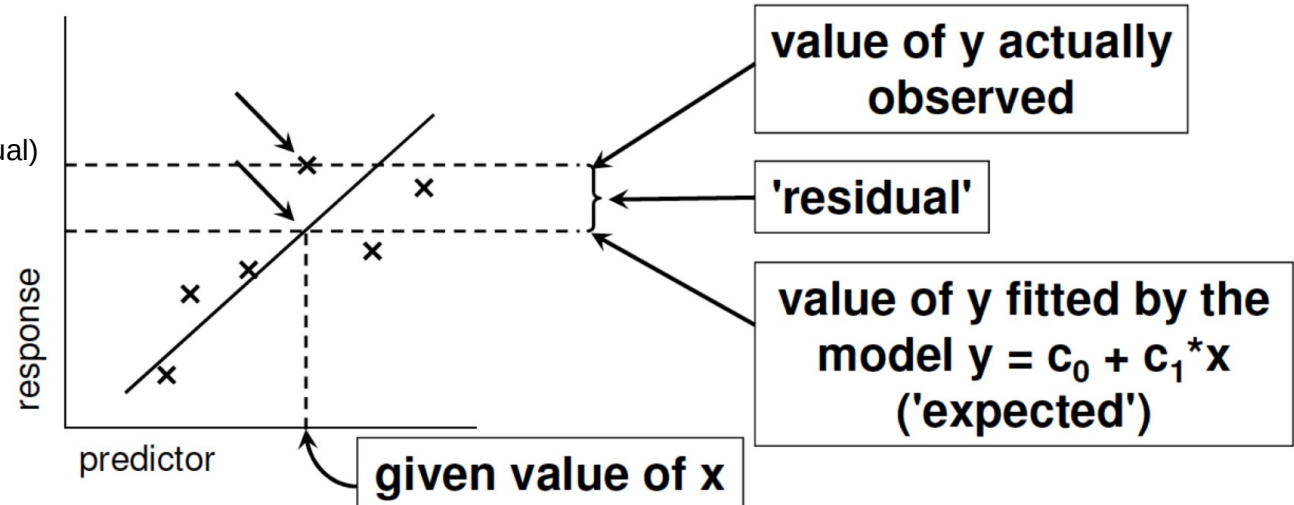 value of y actually
observed
ual)
'residual'
response
value of y fitted by the
model y = c₀ + c₁*x
('expected')
predictor
given value of x